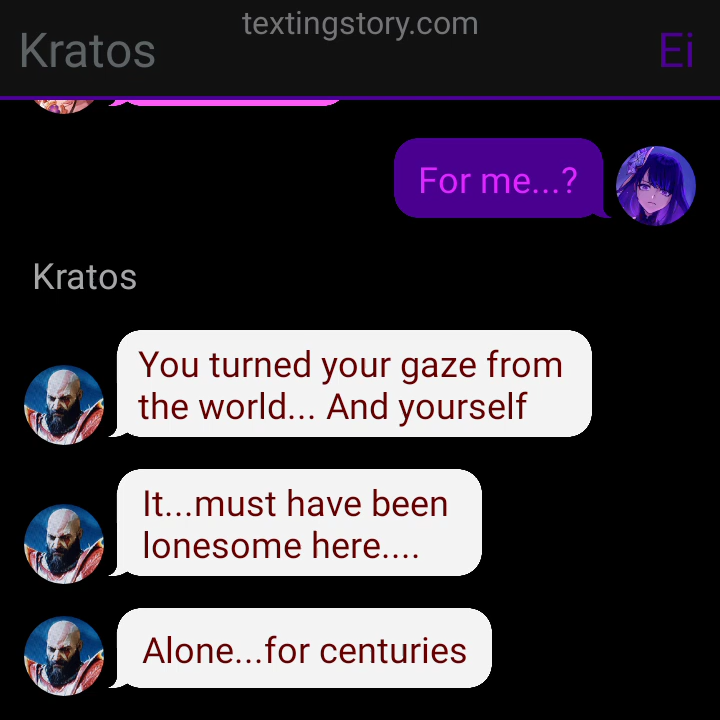 textingstory.com
Kratos
Ei
For me...?
Kratos
You turned your gaze from
the world... And yourself
It...must have been
lonesome here....
Alone...for centuries